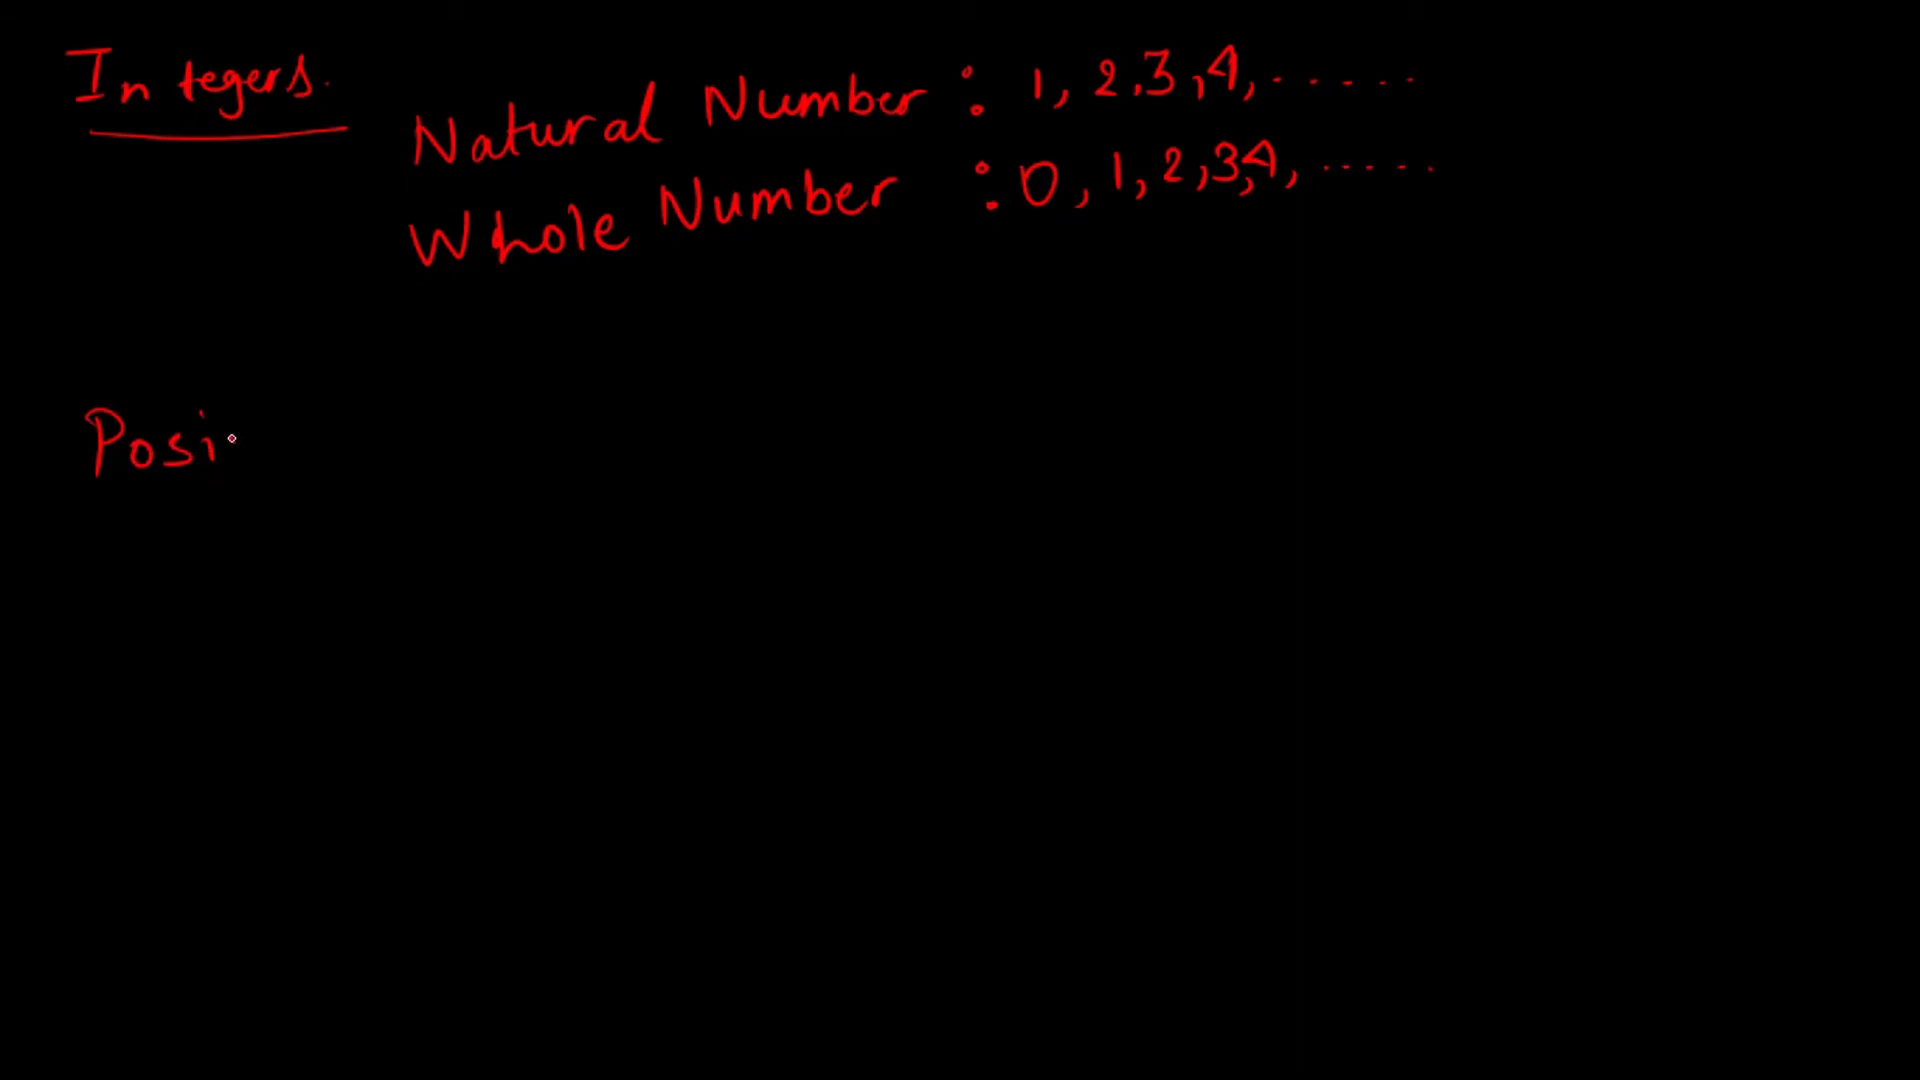 Integers.
Natural Number : 1, 2, 3, 4, .....
Whole Number : 0, 1, 2, 3, 4, .....
Posi